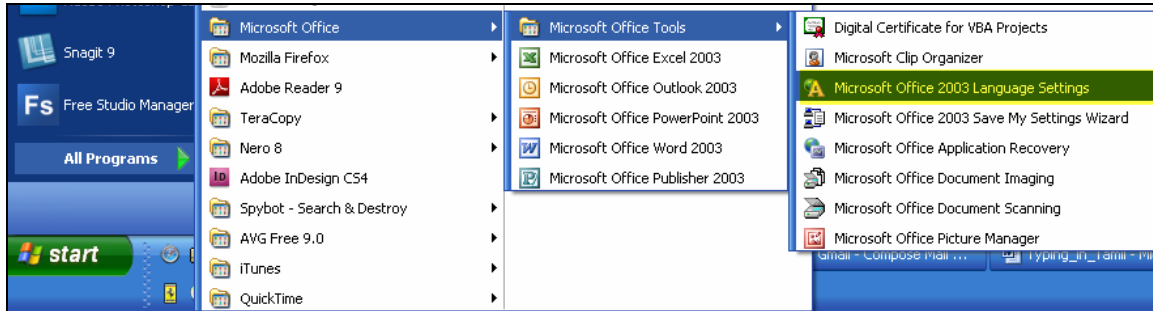 Snagit 9
Free Studio Manager
All Programs
start
Microsoft Office
Mozilla Firefox
Adobe Reader 9
TeraCopy
Nero 8
Adobe InDesign CS4
Spybot - Search & Destroy
AVG Free 9.0
iTunes
QuickTime
Microsoft Office Tools
Microsoft Office Excel 2003
Microsoft Office Outlook 2003
Microsoft Office PowerPoint 2003
Microsoft Office Word 2003
Microsoft Office Publisher 2003
Digital Certificate for VBA Projects
Microsoft Clip Organizer
Microsoft Office 2003 Language Settings
Microsoft Office 2003 Save My Settings Wizard
Microsoft Office Application Recovery
Microsoft Office Document Imaging
Microsoft Office Document Scanning
Microsoft Office Picture Manager
Gmail - Compose Mail ...
Typing_in_Tamil - Mi